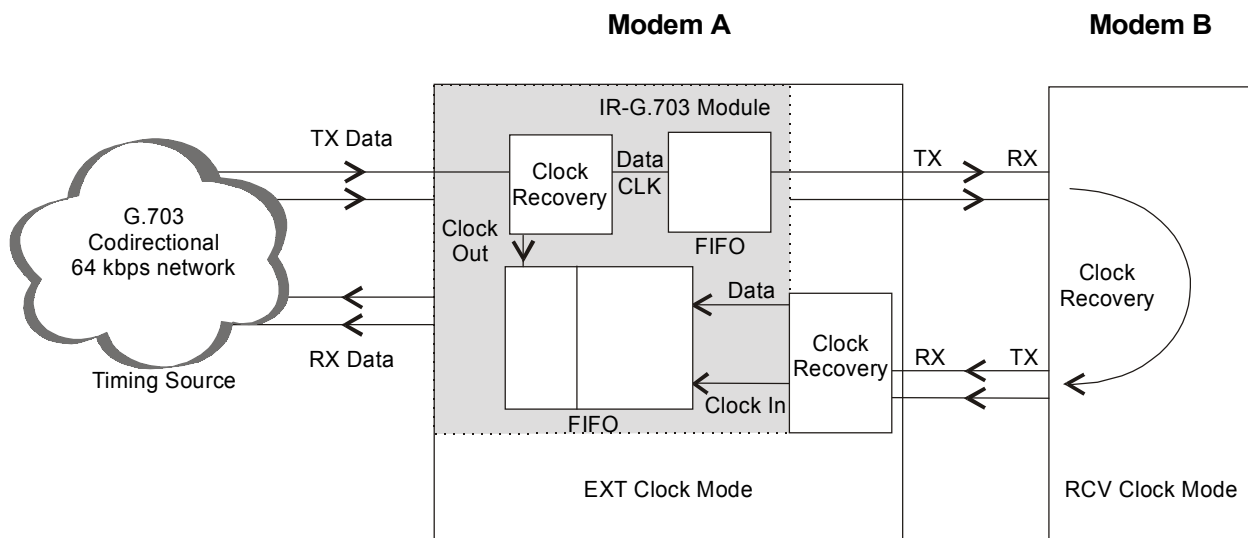 Modem A
Modem B
IR-G.703 Module
TX Data
Clock
Recovery
Data
CLK
FIFO
TX
RX
G.703
Codirectional
64 kbps network
Clock
Out
Data
Clock
Recovery
Clock
Recovery
RX
TX
RX Data
Timing Source
Clock In
FIFO
EXT Clock Mode
RCV Clock Mode